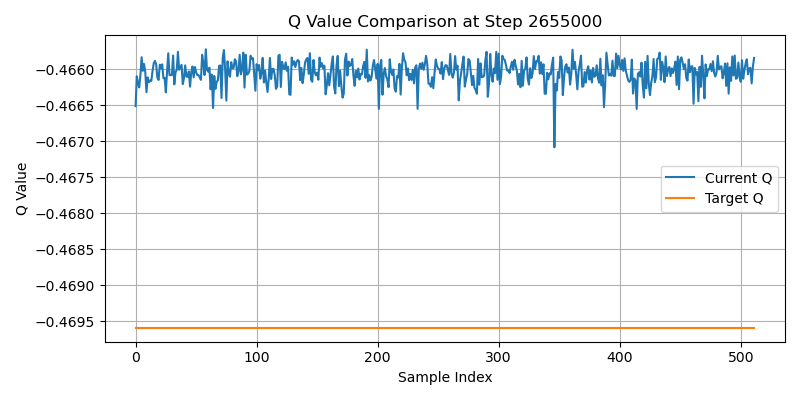 Q Value Comparison at Step 2655000
−0.4660
−0.4665
−0.4670
−0.4675
−0.4680
−0.4685
−0.4690
−0.4695
Q Value
Current Q
Target Q
0 100 200 300 400 500
Sample Index